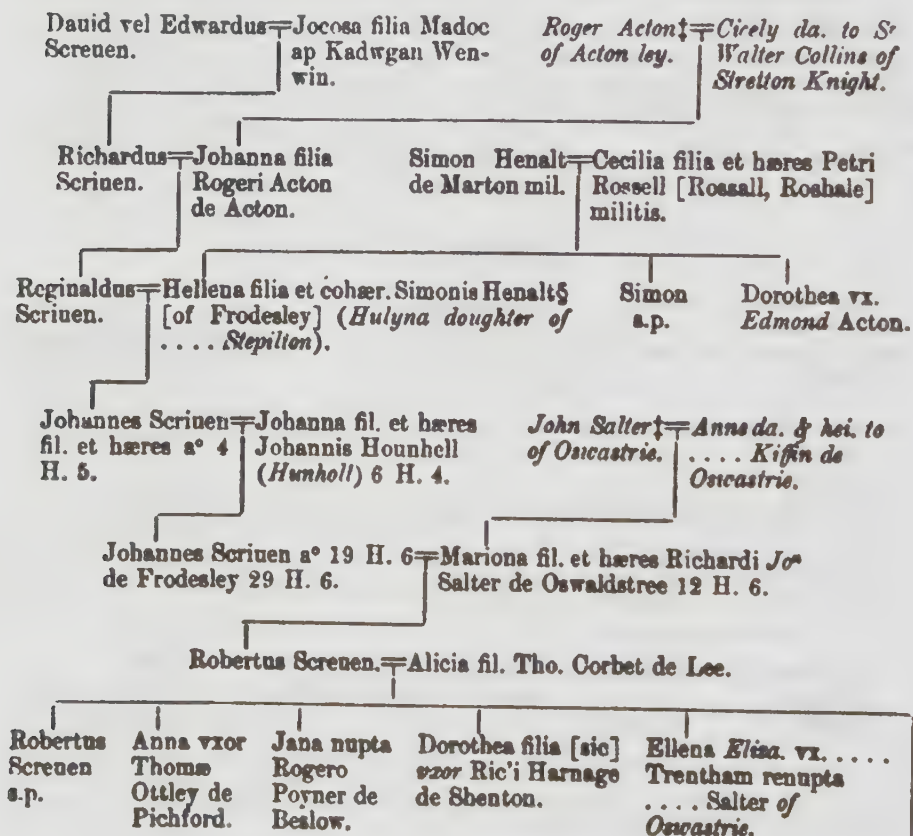 Dauid vel Edwardus═Jocosa filia Madoc
Screuen. ap Kadwgan Wen-
win.
Roger Acton‡═Cicely da. to Sr
of Acton ley. Walter Collins of
Stretton Knight.
Richardus═Johanna filia
Scriuen. Rogeri Acton
de Acton.
Simon Henalt═Cecilia filia et hæres Petri
de Marton mil. Rossell [Rossall, Roshale]
militis.
Reginaldus═Hellena filia et cohær. Simonis Henalt§
Scriuen. [of Frodesley] (Hulyna doughter of
. . . . Stepilton).
Simon
s.p.
Dorothea vx.
Edmond Acton.
Johannes Scriuen═Johanna fil. et hæres
fil. et hæres aº 4 Johannis Hounhell
H. 5. (Hunholl) 6 H. 4.
John Salter‡═Anne da. & hei. to
of Oswastrie. . . . . Kiffin de
Oswastrie.
Johannes Scriuen aº 19 H. 6═Mariona fil. et hæres Richardi Jon
de Frodesley 29 H. 6. Salter de Oswaldstree 12 H. 6.
Robertus Screuen.═Alicia fil. Tho. Corbet de Lee.
Robertus
Screuen
s.p.
Anna vxor
Thomæ
Ottley de
Pichford.
Jana nupta
Rogero
Poyner de
Beslow.
Dorothea filia [sic]
vxor Ric'i Harnage
de Shenton.
Ellena Eliza. vx. . . . . .
Trentham renupta
. . . . Salter of
Oswastrie.